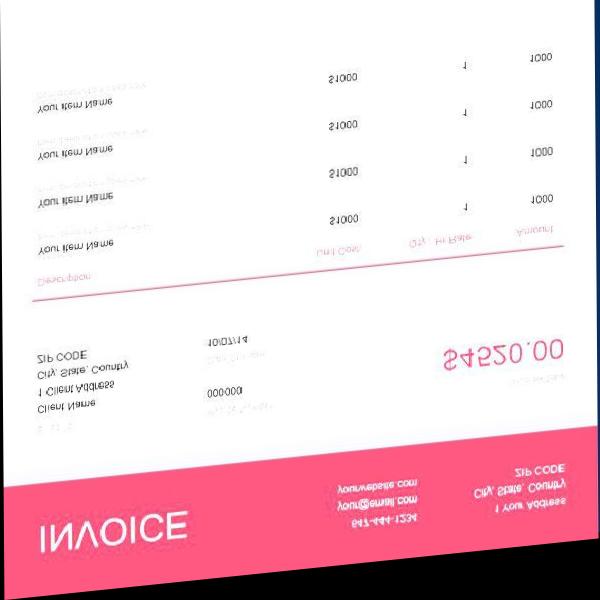 INVOICE
647-444-1234
your@email.com
yourwebsite.com
1 Your Address
City, State, Country
ZIP CODE
Client Name
1 Client Address
City, State, Country
ZIP CODE
000000
10/07/14
$4520.00
Description Unit Cost Qty / Hr Rate Amount
Your Item Name $1000 1 1000
Your Item Name $1000 1 1000
Your Item Name $1000 1 1000
Your Item Name $1000 1 1000